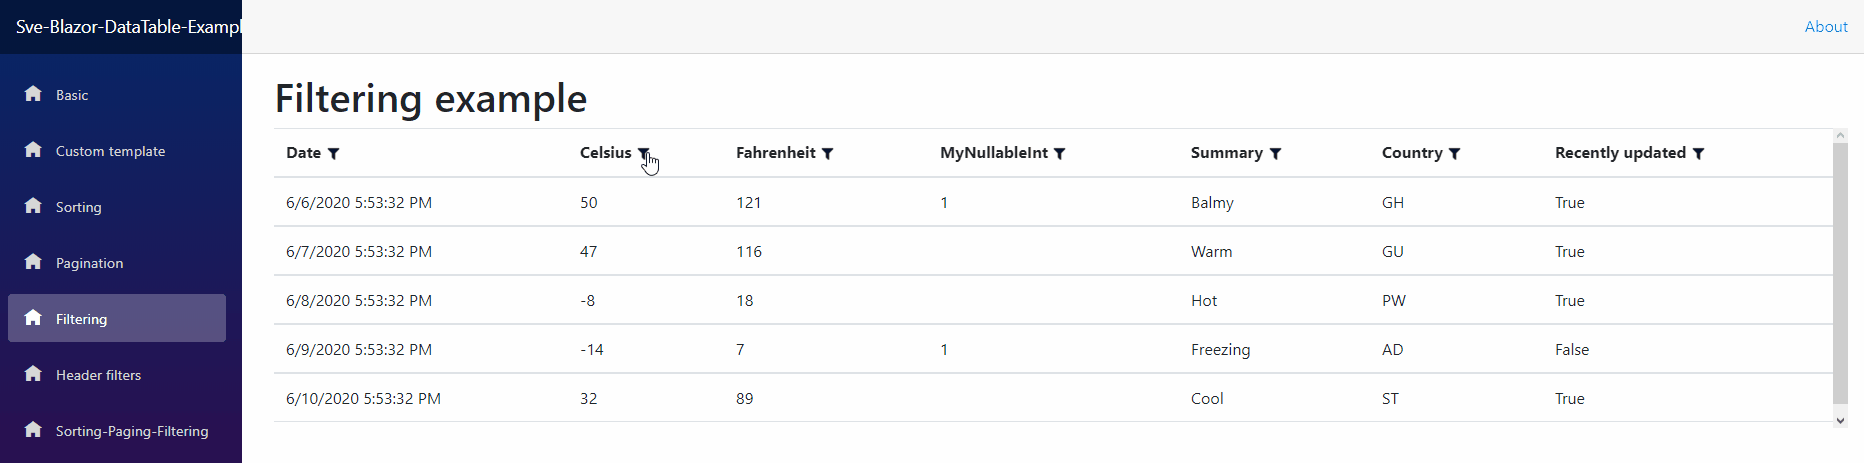 Sve-Blazor-DataTable-Exampl
About
Basic
Custom template
Sorting
Pagination
Filtering
Header filters
Sorting-Paging-Filtering
Filtering example
Date Celsius Fahrenheit MyNullableInt Summary Country Recently updated
6/6/2020 5:53:32 PM 50 121 1 Balmy GH True
6/7/2020 5:53:32 PM 47 116 Warm GU True
6/8/2020 5:53:32 PM -8 18 Hot PW True
6/9/2020 5:53:32 PM -14 7 1 Freezing AD False
6/10/2020 5:53:32 PM 32 89 Cool ST True